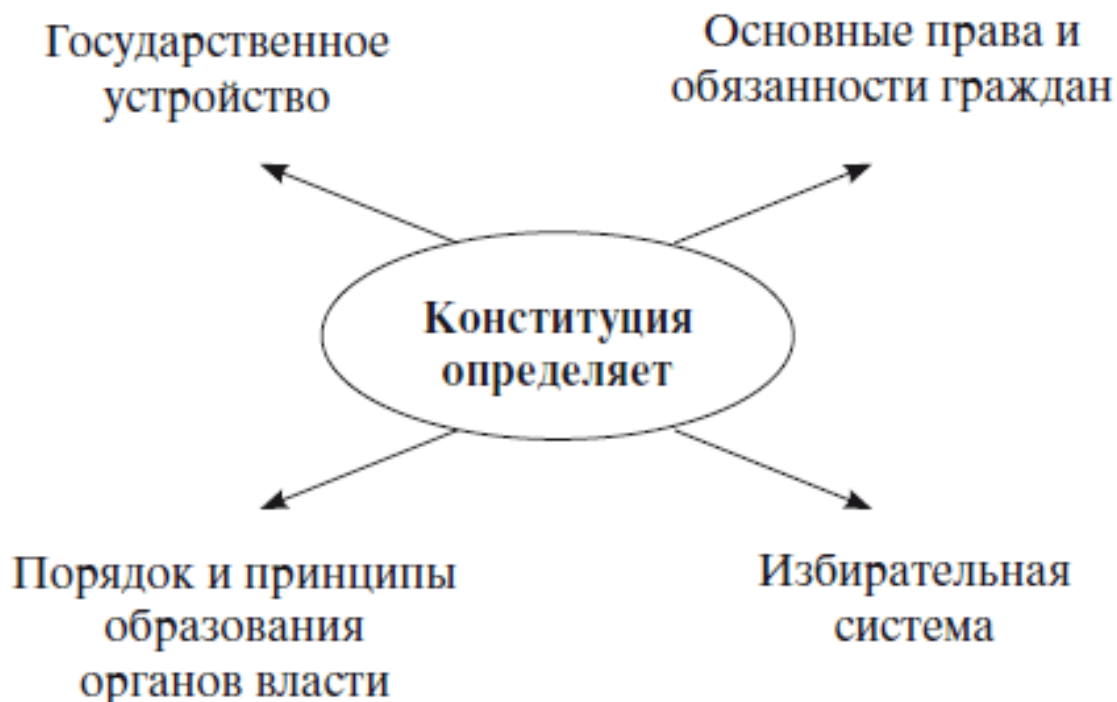 Государственное
устройство
Основные права и
обязанности граждан
Конституция
определяет
Порядок и принципы
образования
органов власти
Избирательная
система